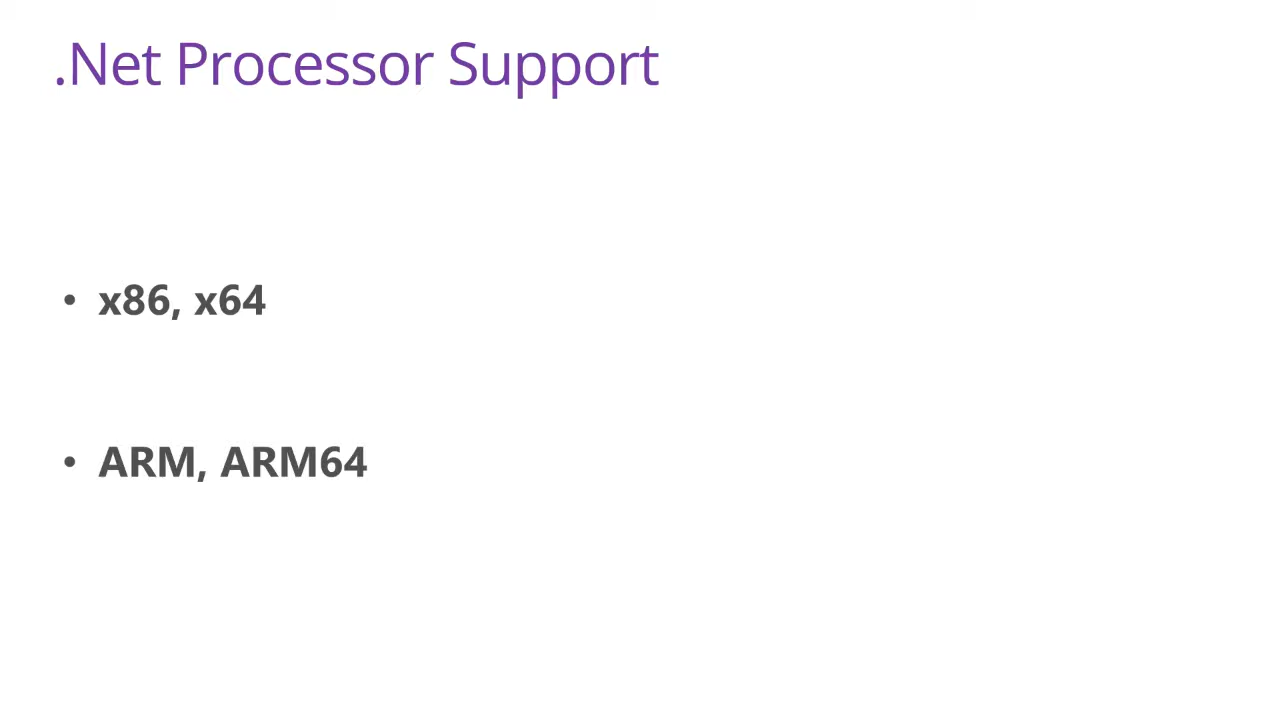 .Net Processor Support
• x86, x64
• ARM, ARM64